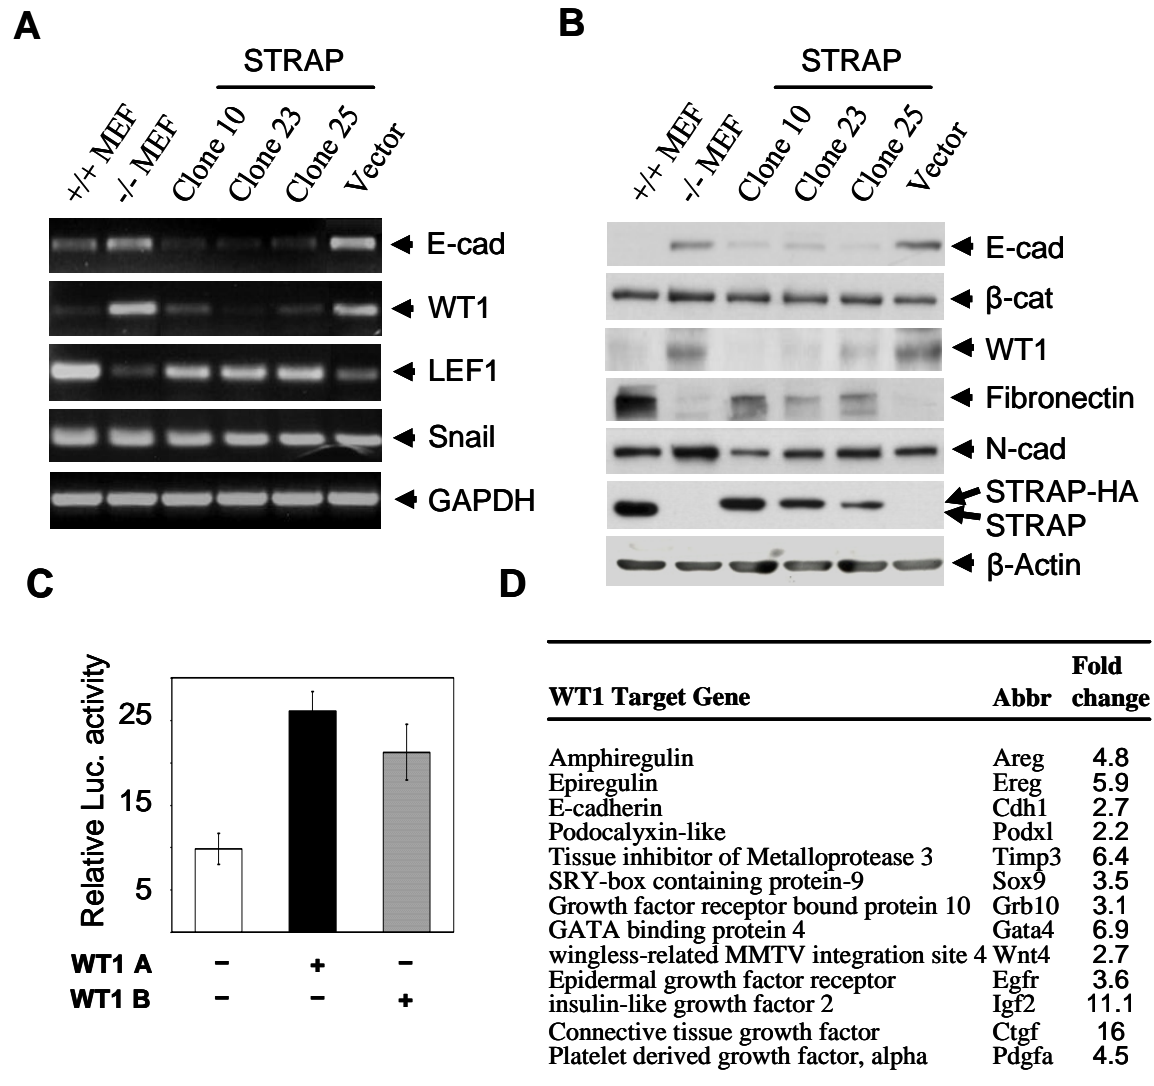 A
STRAP
+/+ MEF
-/- MEF
Clone 10
Clone 23
Clone 25
Vector
E-cad
WT1
LEF1
Snail
GAPDH
B
STRAP
+/+ MEF
-/- MEF
Clone 10
Clone 23
Clone 25
Vector
E-cad
β-cat
WT1
Fibronectin
N-cad
STRAP-HA
STRAP
β-Actin
C
Relative Luc. activity
25
15
5
WT1 A - + -
WT1 B - - +
D
WT1 Target Gene Abbr Fold change
Amphiregulin Areg 4.8
Epiregulin Ereg 5.9
E-cadherin Cdh1 2.7
Podocalyxin-like Podxl 2.2
Tissue inhibitor of Metalloprotease 3 Timp3 6.4
SRY-box containing protein-9 Sox9 3.5
Growth factor receptor bound protein 10 Grb10 3.1
GATA binding protein 4 Gata4 6.9
wingless-related MMTV integration site 4 Wnt4 2.7
Epidermal growth factor receptor Egfr 3.6
insulin-like growth factor 2 Igf2 11.1
Connective tissue growth factor Ctgf 16
Platelet derived growth factor, alpha Pdgfa 4.5